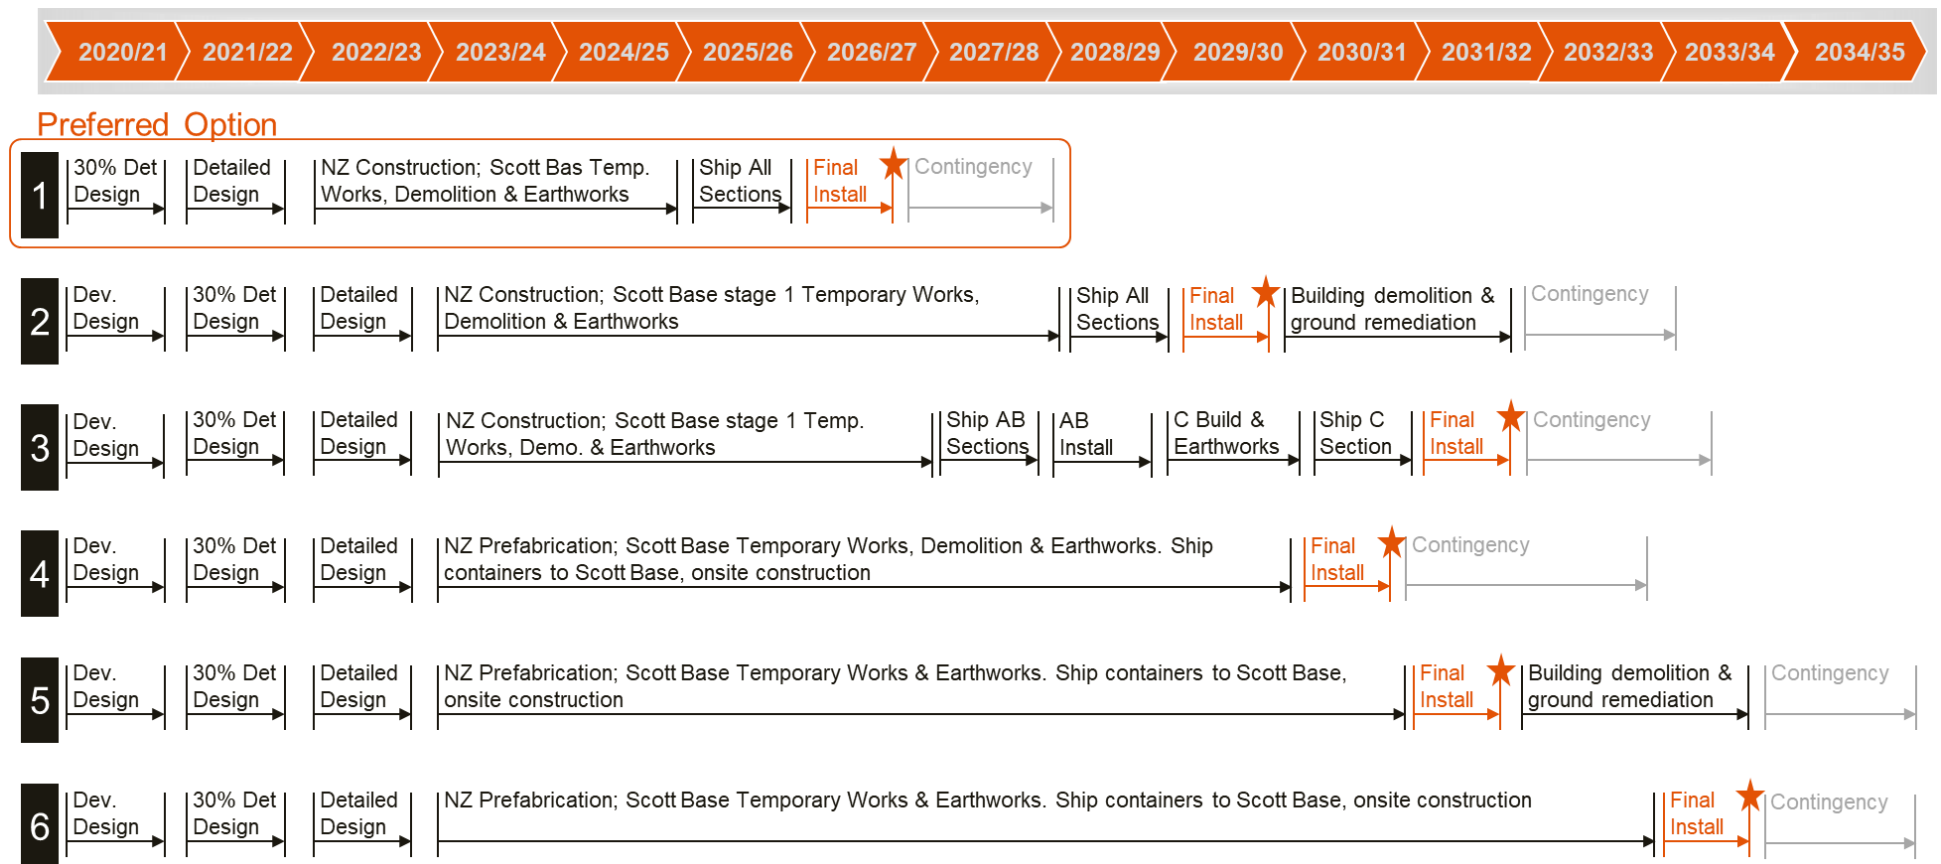 2020/21 2021/22 2022/23 2023/24 2024/25 2025/26 2026/27 2027/28 2028/29 2029/30 2030/31 2031/32 2032/33 2033/34 2034/35
Preferred Option
1
30% Det
Design
Detailed
Design
NZ Construction; Scott Bas Temp.
Works, Demolition & Earthworks
Ship All
Sections
Final
Install
Contingency
2
Dev.
Design
30% Det
Design
Detailed
Design
NZ Construction; Scott Base stage 1 Temporary Works,
Demolition & Earthworks
Ship All
Sections
Final
Install
Building demolition &
ground remediation
Contingency
3
Dev.
Design
30% Det
Design
Detailed
Design
NZ Construction; Scott Base stage 1 Temp.
Works, Demo. & Earthworks
Ship AB
Sections
AB
Install
C Build &
Earthworks
Ship C
Section
Final
Install
Contingency
4
Dev.
Design
30% Det
Design
Detailed
Design
NZ Prefabrication; Scott Base Temporary Works, Demolition & Earthworks. Ship
containers to Scott Base, onsite construction
Final
Install
Contingency
5
Dev.
Design
30% Det
Design
Detailed
Design
NZ Prefabrication; Scott Base Temporary Works & Earthworks. Ship containers to Scott Base,
onsite construction
Final
Install
Building demolition &
ground remediation
Contingency
6
Dev.
Design
30% Det
Design
Detailed
Design
NZ Prefabrication; Scott Base Temporary Works & Earthworks. Ship containers to Scott Base, onsite construction
Final
Install
Contingency